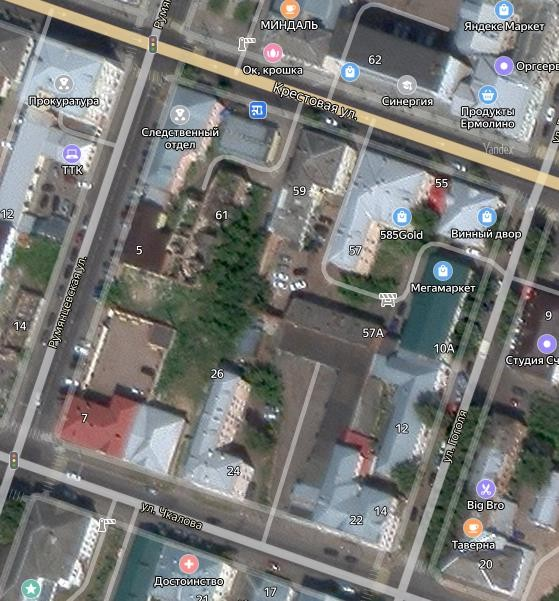 Румя
МИНДАЛЬ
Яндекс Маркет
Ок, крошка
62
Оргсерв
Прокуратура
Крестовая ул.
Синергия
Продукты
Ермолино
Следственный
отдел
Yandex
ТТК
59
55
12
61
585Gold
Винный двор
5
57
Мегамаркет
Румянцевская ул.
14
57А
9
10А
Студия Сч
26
7
12
ул. Гоголя
24
Big Bro
14
22
ул. Чкалова
Таверна
20
Достоинство
17
21